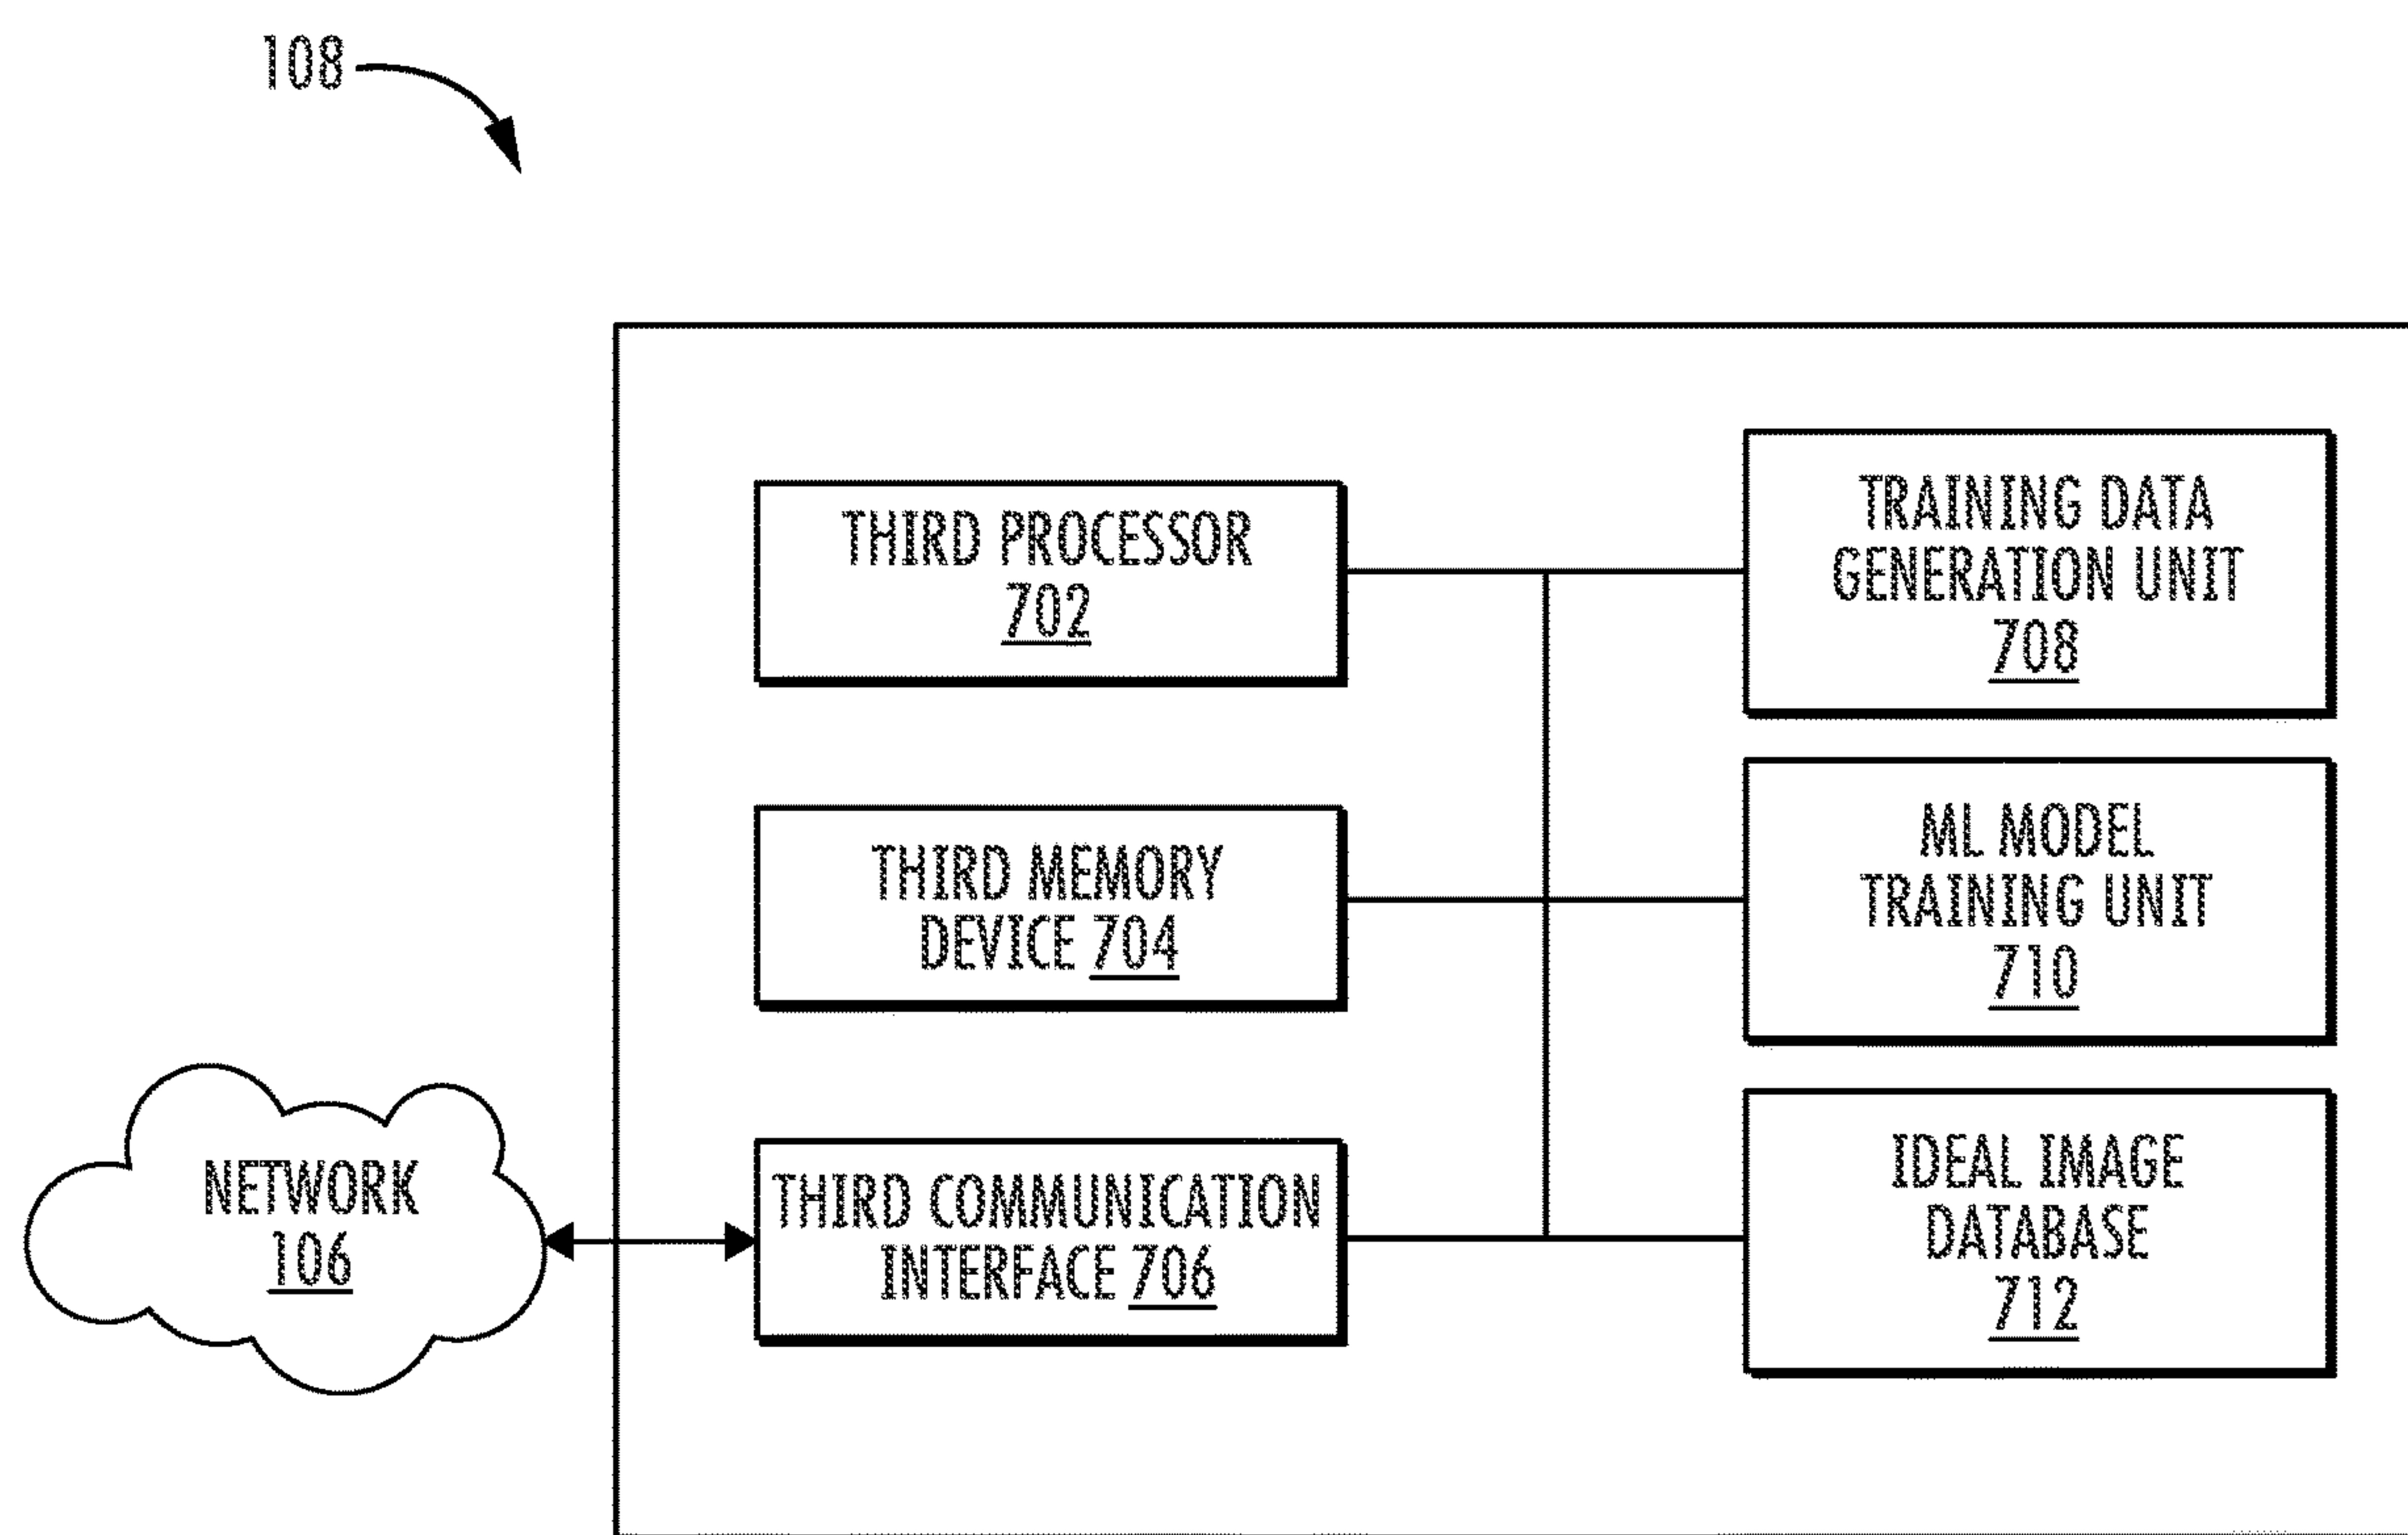 108
THIRD PROCESSOR
702
TRAINING DATA
GENERATION UNIT
708
THIRD MEMORY
DEVICE 704
ML MODEL
TRAINING UNIT
710
NETWORK
106
THIRD COMMUNICATION
INTERFACE 706
IDEAL IMAGE
DATABASE
712